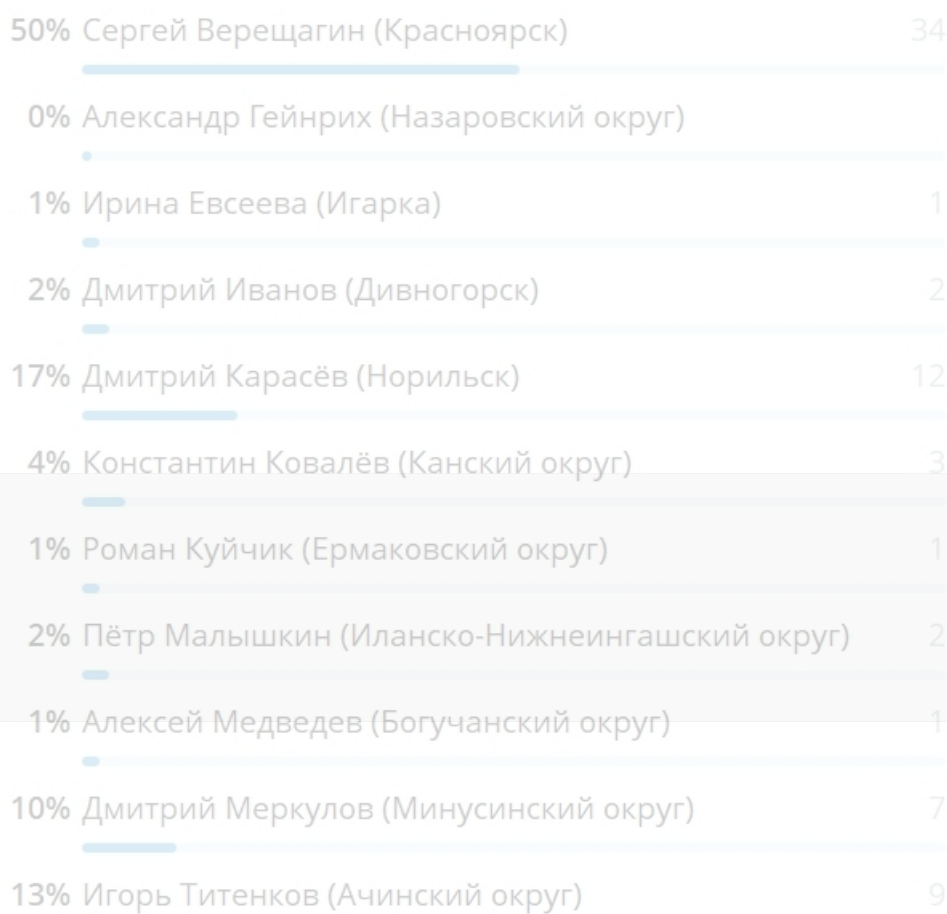 50% Сергей Верещагин (Красноярск) 34
0% Александр Гейнрих (Назаровский округ)
1% Ирина Евсеева (Игарка) 1
2% Дмитрий Иванов (Дивногорск) 2
17% Дмитрий Карасёв (Норильск) 12
4% Константин Ковалёв (Канский округ) 3
1% Роман Куйчик (Ермаковский округ) 1
2% Пётр Малышкин (Иланско-Нижнеингашский округ) 2
1% Алексей Медведев (Богучанский округ) 1
10% Дмитрий Меркулов (Минусинский округ) 7
13% Игорь Титенков (Ачинский округ) 9